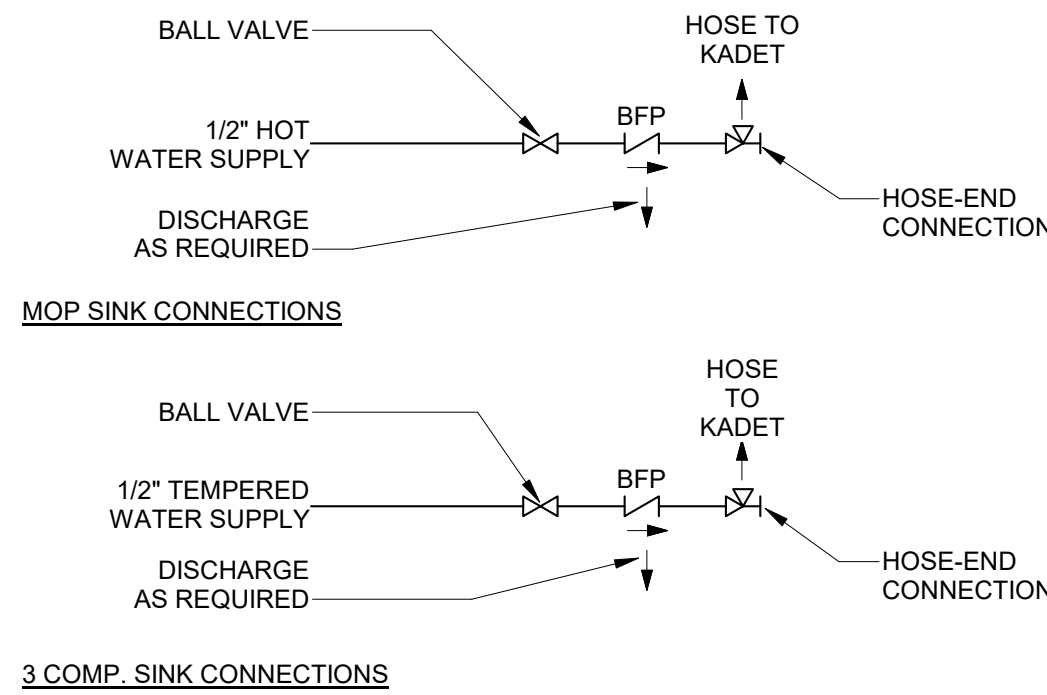 BALL VALVE
HOSE TO
KADET
1/2" HOT
WATER SUPPLY
BFP
DISCHARGE
AS REQUIRED
HOSE-END
CONNECTION
MOP SINK CONNECTIONS
HOSE
TO
KADET
BALL VALVE
1/2" TEMPERED
WATER SUPPLY
BFP
DISCHARGE
AS REQUIRED
HOSE-END
CONNECTION
3 COMP. SINK CONNECTIONS